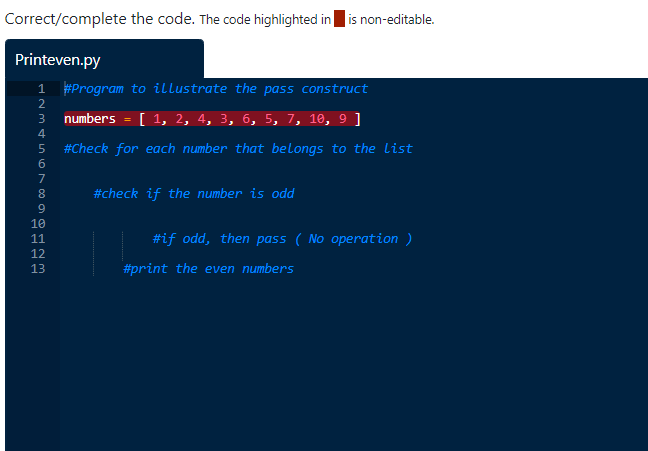 Correct/complete the code. The code highlighted in is non-editable.
Printeven.py
1 #Program to illustrate the pass construct
2
3 numbers = [ 1, 2, 4, 3, 6, 5, 7, 10, 9 ]
4
5 #Check for each number that belongs to the list
6
7
8 #check if the number is odd
9
10
11 #if odd, then pass ( No operation )
12
13 #print the even numbers